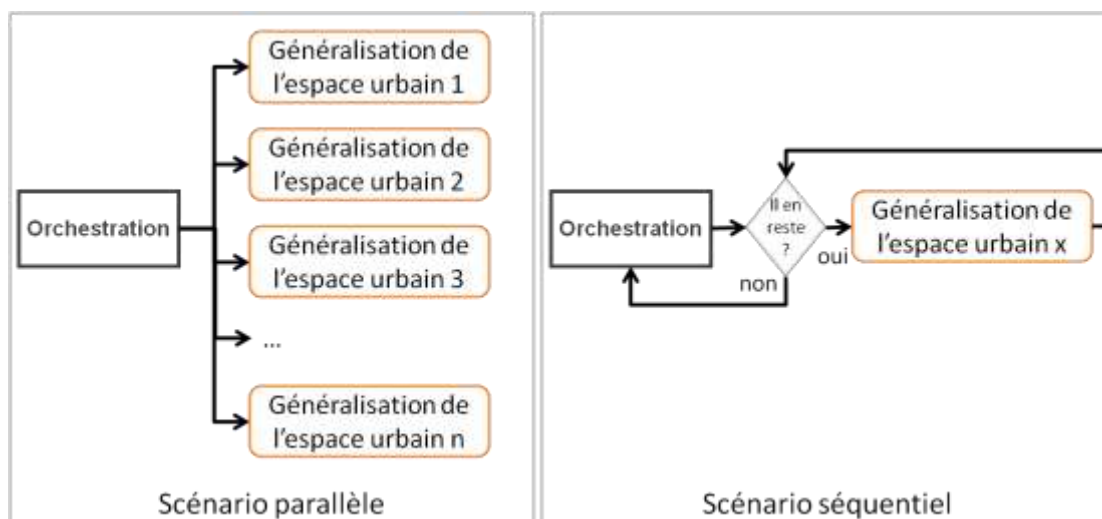 Généralisation de
l'espace urbain 1
Généralisation de
l'espace urbain 2
Orchestration
Généralisation de
l'espace urbain 3
...
Généralisation de
l'espace urbain n
Scénario parallèle
Orchestration
Il en
reste
?
oui
non
Généralisation de
l'espace urbain x
Scénario séquentiel